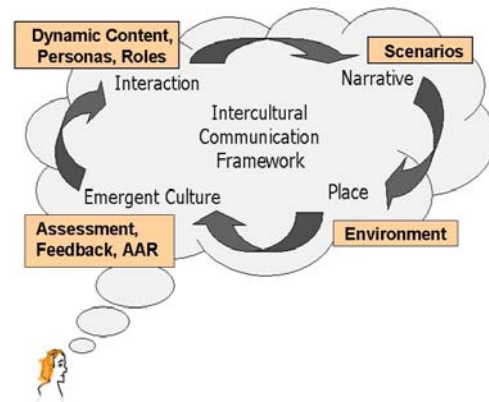 Dynamic Content,
Personas, Roles
Scenarios
Interaction
Narrative
Intercultural
Communication
Framework
Emergent Culture
Place
Assessment,
Feedback, AAR
Environment